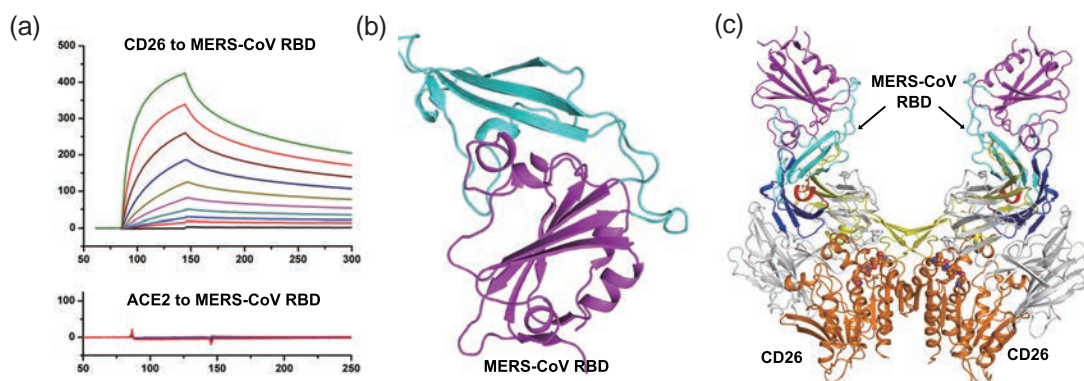 (a)
CD26 to MERS-CoV RBD
500
400
300
200
100
0
50 100 150 200 250 300
ACE2 to MERS-CoV RBD
100
0
50 100 150 200 250 300
(b)
MERS-CoV RBD
(c)
MERS-CoV
RBD
CD26 CD26